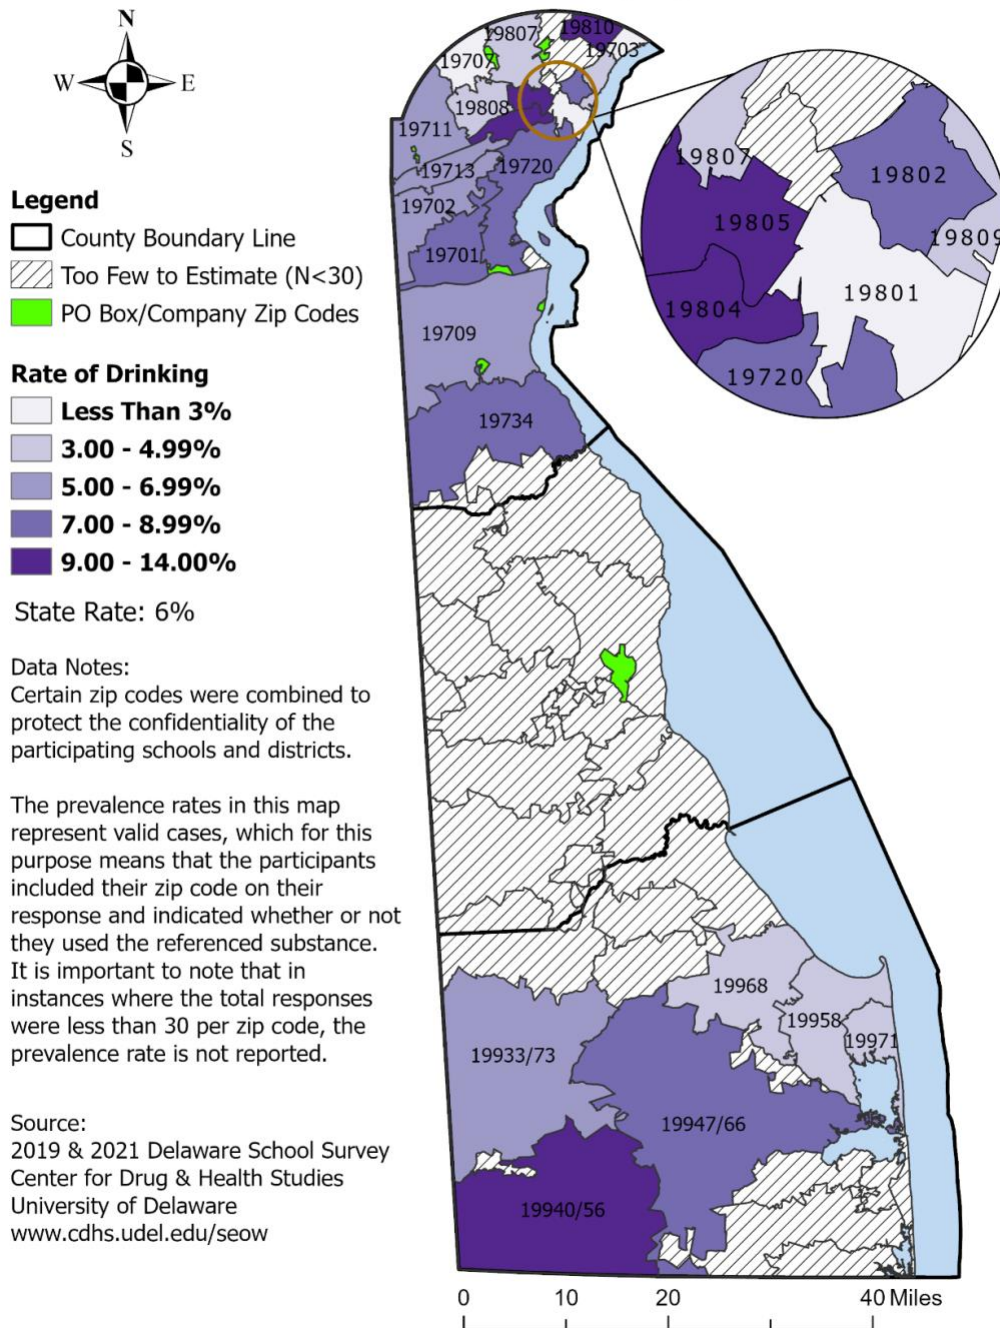 N
W
E
S
Legend
County Boundary Line
Too Few to Estimate (N<30)
PO Box/Company Zip Codes
Rate of Drinking
Less Than 3%
3.00 - 4.99%
5.00 - 6.99%
7.00 - 8.99%
9.00 - 14.00%
State Rate: 6%
Data Notes:
Certain zip codes were combined to
protect the confidentiality of the
participating schools and districts.
The prevalence rates in this map
represent valid cases, which for this
purpose means that the participants
included their zip code on their
response and indicated whether or not
they used the referenced substance.
It is important to note that in
instances where the total responses
were less than 30 per zip code, the
prevalence rate is not reported.
Source:
2019 & 2021 Delaware School Survey
Center for Drug & Health Studies
University of Delaware
www.cdhs.udel.edu/seow
19810
19807
19703
19707
19808
19711
19713
19720
19702
19701
19709
19734
19807
19802
19805
19809
19801
19804
19720
19968
19958
19971
19933/73
19947/66
19940/56
0
10
20
40 Miles